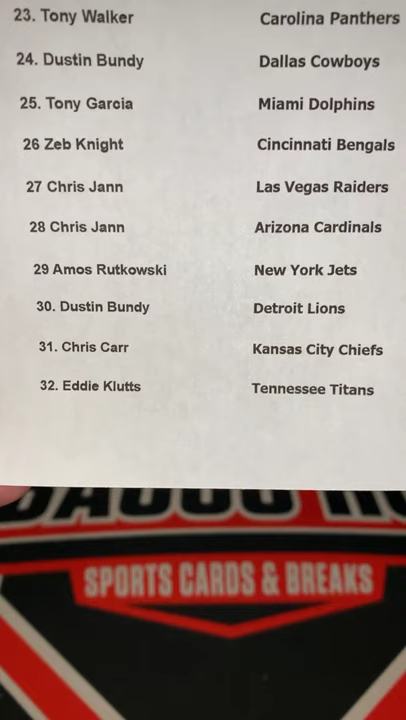 23. Tony Walker Carolina Panthers
24. Dustin Bundy Dallas Cowboys
25. Tony Garcia Miami Dolphins
26 Zeb Knight Cincinnati Bengals
27 Chris Jann Las Vegas Raiders
28 Chris Jann Arizona Cardinals
29 Amos Rutkowski New York Jets
30. Dustin Bundy Detroit Lions
31. Chris Carr Kansas City Chiefs
32. Eddie Klutts Tennessee Titans
SPORTS CARDS & BREAKS